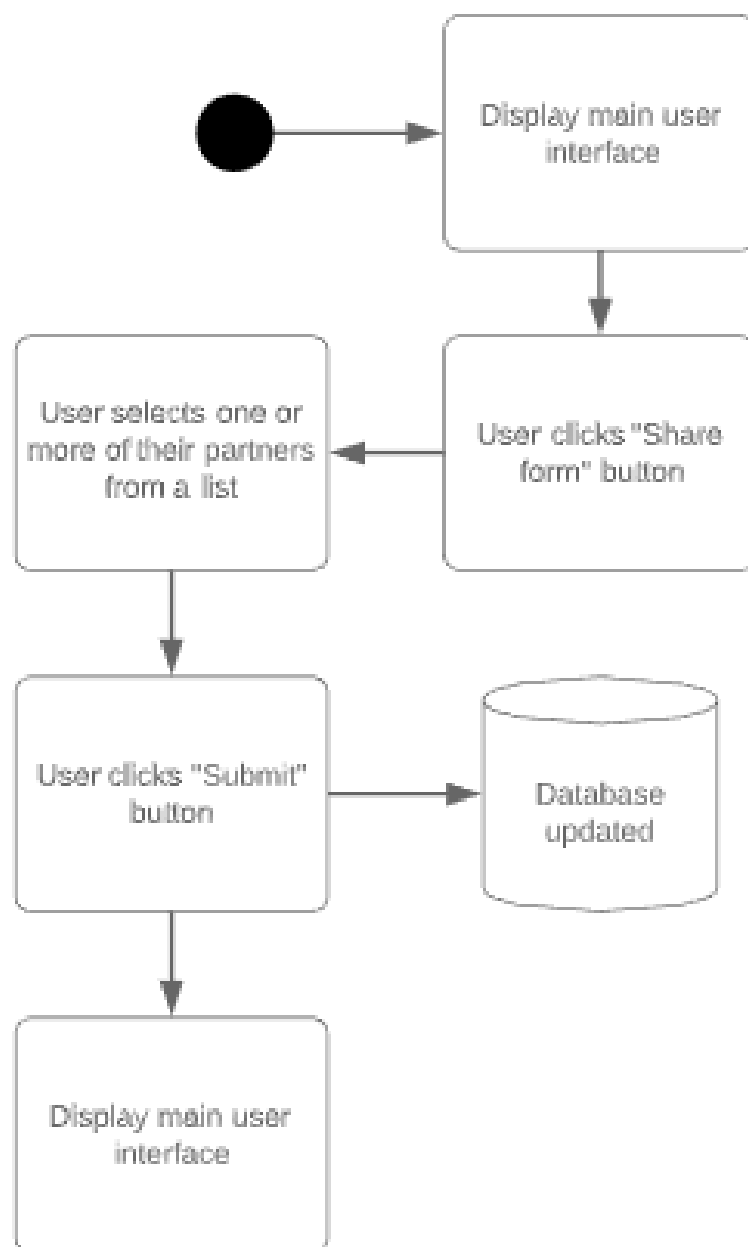 Display main user
interface
User clicks "Share
form" button
User selects one or
more of their partners
from a list
User clicks "Submit"
button
Database
updated
Display main user
interface